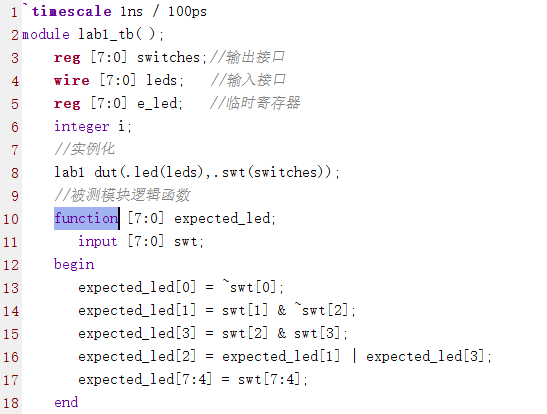 1 `timescale 1ns / 100ps
2 module lab1_tb( );
3 reg [7:0] switches;//输出接口
4 wire [7:0] leds; //输入接口
5 reg [7:0] e_led; //临时寄存器
6 integer i;
7 //实例化
8 lab1 dut(.led(leds),.swt(switches));
9 //被测模块逻辑函数
10 function [7:0] expected_led;
11 input [7:0] swt;
12 begin
13 expected_led[0] = ~swt[0];
14 expected_led[1] = swt[1] & ~swt[2];
15 expected_led[3] = swt[2] & swt[3];
16 expected_led[2] = expected_led[1] | expected_led[3];
17 expected_led[7:4] = swt[7:4];
18 end